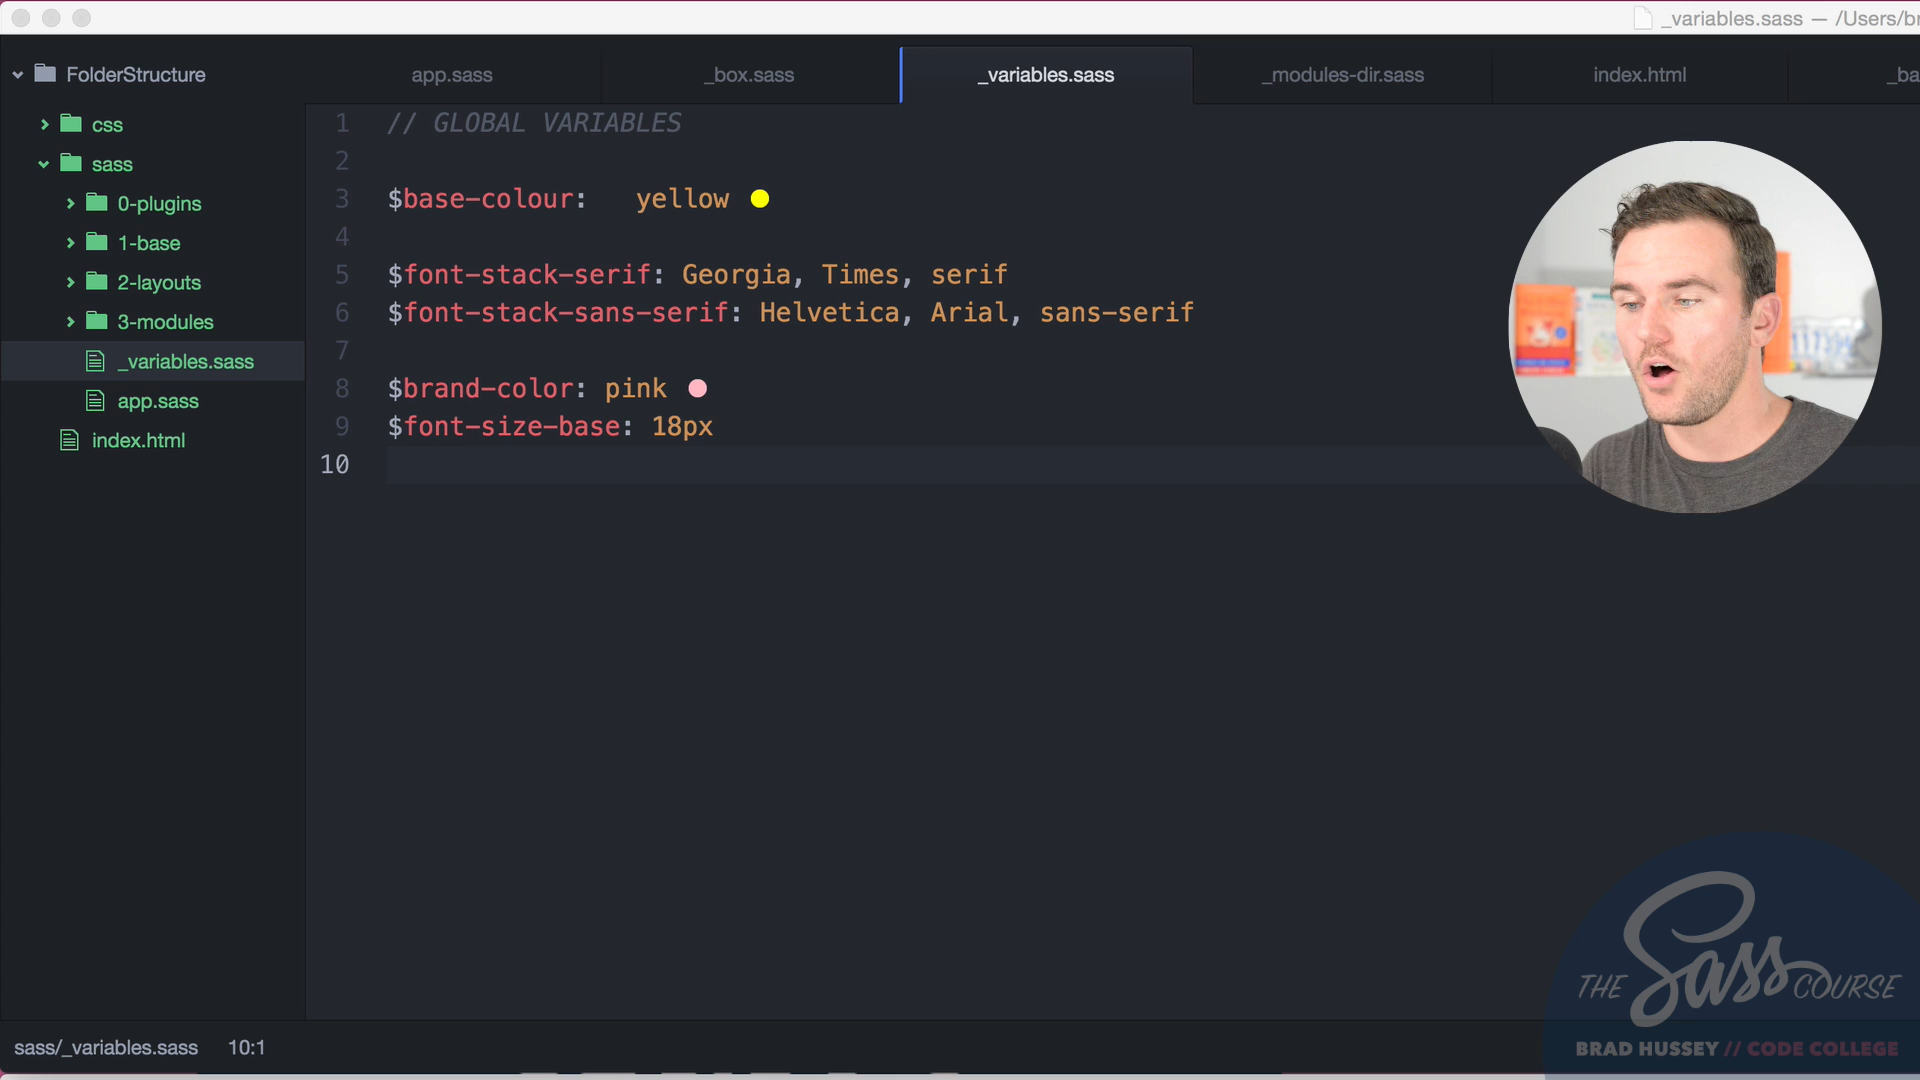 _variables.sass — /Users/br
FolderStructure
css
sass
0-plugins
1-base
2-layouts
3-modules
_variables.sass
app.sass
index.html
app.sass
_box.sass
_variables.sass
_modules-dir.sass
index.html
_ba
1 // GLOBAL VARIABLES
2
3 $base-colour: yellow
4
5 $font-stack-serif: Georgia, Times, serif
6 $font-stack-sans-serif: Helvetica, Arial, sans-serif
7
8 $brand-color: pink
9 $font-size-base: 18px
10
THE Sass COURSE
BRAD HUSSEY // CODE COLLEGE
sass/_variables.sass 10:1